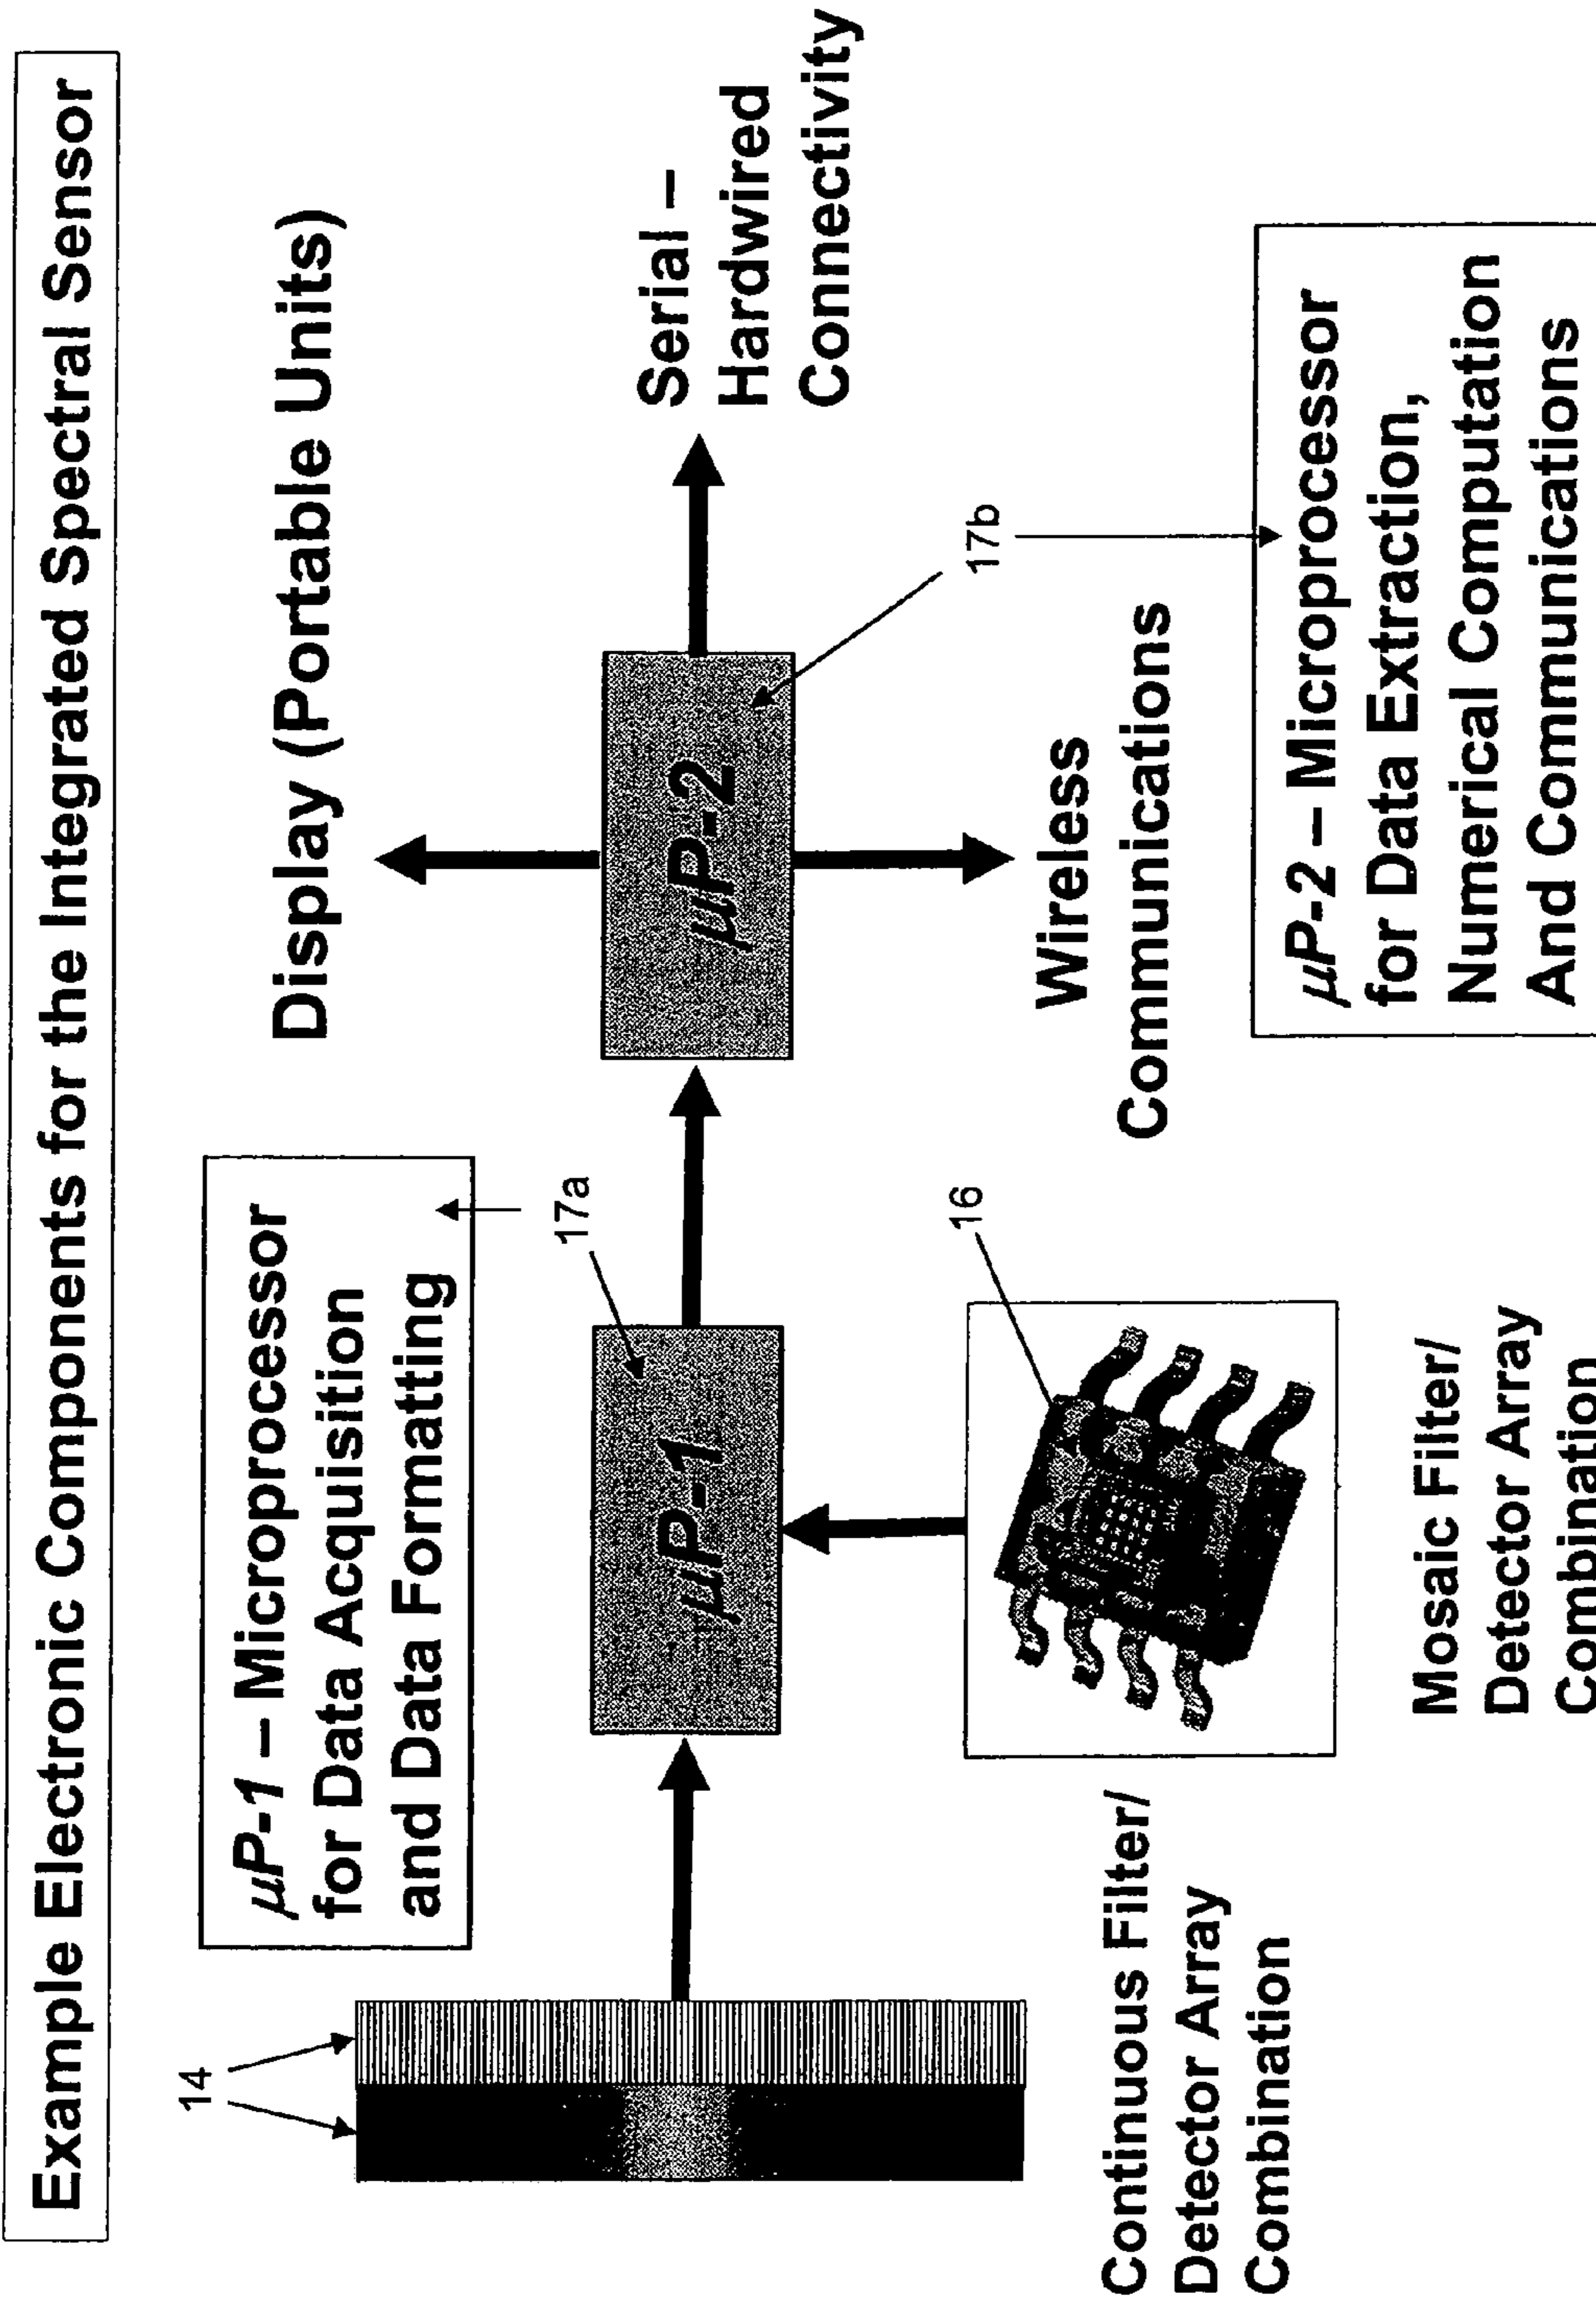 Example Electronic Components for the Integrated Spectral Sensor
Display (Portable Units)
μP-1 – Microprocessor
for Data Acquisition
and Data Formatting
14
17a
μP-1
μP-2
Serial –
Hardwired
Connectivity
17b
16
Wireless
Communications
Continuous Filter/
Detector Array
Combination
Mosaic Filter/
Detector Array
Combination
μP-2 – Microprocessor
for Data Extraction,
Numerical Computation
And Communications